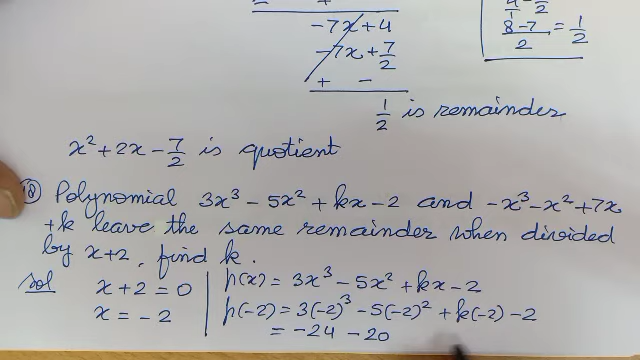 -7x+4
-7x+7/2
+ -
1/2 is remainder
8-7/2 = 1/2
x²+2x-7/2 is quotient
⑱ Polynomial 3x³-5x²+kx-2 and -x³-x²+7x
+k leave the same remainder when divided
by x+2, find k.
Sol x+2=0 p(x) = 3x³-5x²+kx-2
x=-2 p(-2) = 3(-2)³-5(-2)²+k(-2)-2
= -24-20